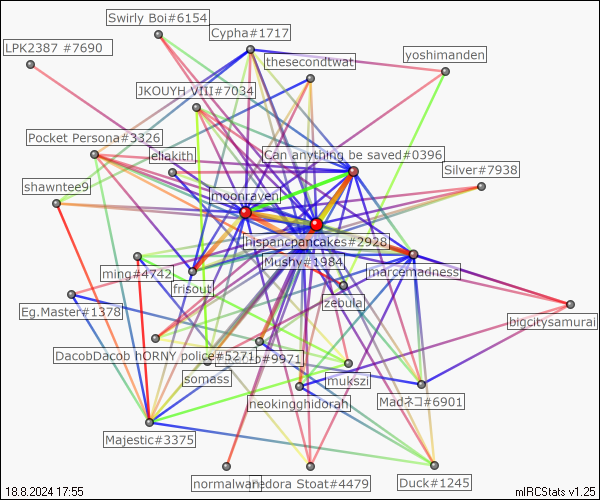 Swirly Boi#6154
Cypha#1717
LPK2387 #7690
thesecondtwat
yoshimanden
JKOUYH VIII#7034
Pocket Persona#3326
eliakith
Can anything be saved#0396
Silver#7938
shawntee9
moonraven
hispancpancakes#2928
Mushy#1984
ming#4742
marcemadness
frisout
zebula
Eg.Master#1378
bigcitysamurai
DacobDacob hORNY police#5271
#9971
mukszi
somass
neokingghidorah
Madネコ#6901
Majestic#3375
normalwan
edora Stoat#4479
Duck#1245
18.8.2024 17:55
mIRCStats v1.25